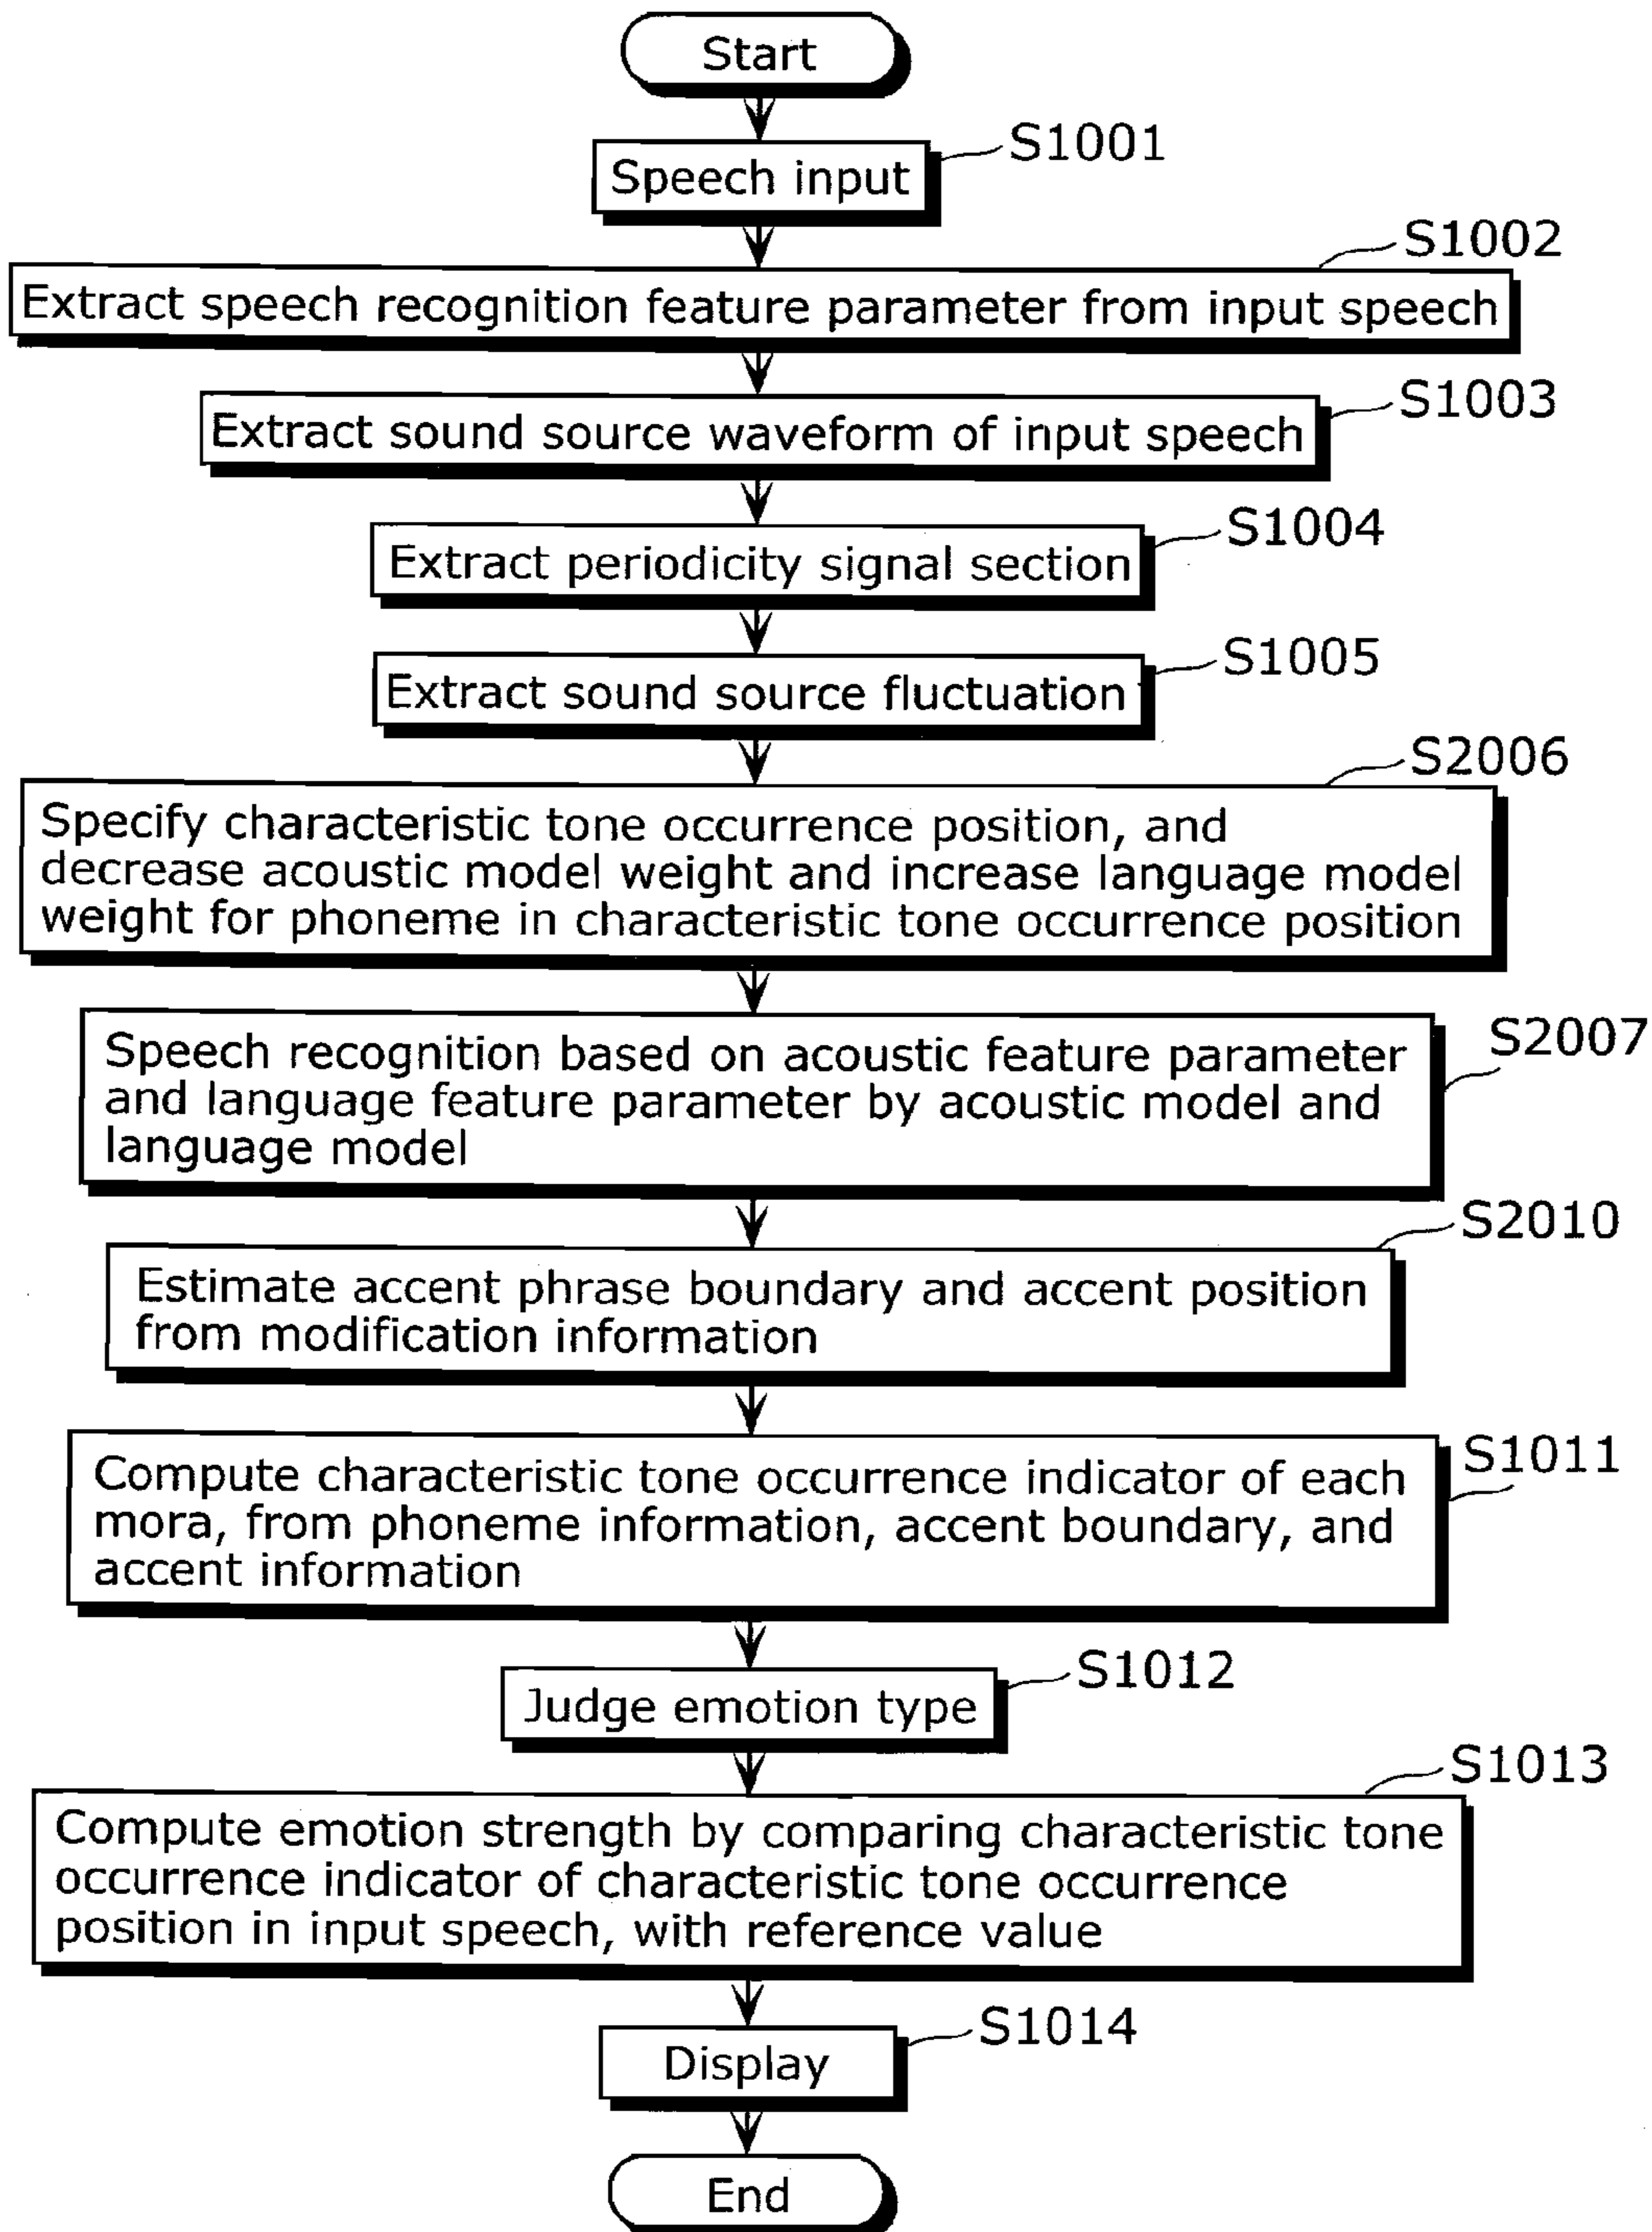 Start
S1001
Speech input
S1002
Extract speech recognition feature parameter from input speech
S1003
Extract sound source waveform of input speech
S1004
Extract periodicity signal section
S1005
Extract sound source fluctuation
S2006
Specify characteristic tone occurrence position, and
decrease acoustic model weight and increase language model
weight for phoneme in characteristic tone occurrence position
S2007
Speech recognition based on acoustic feature parameter
and language feature parameter by acoustic model and
language model
S2010
Estimate accent phrase boundary and accent position
from modification information
S1011
Compute characteristic tone occurrence indicator of each
mora, from phoneme information, accent boundary, and
accent information
S1012
Judge emotion type
S1013
Compute emotion strength by comparing characteristic tone
occurrence indicator of characteristic tone occurrence
position in input speech, with reference value
S1014
Display
End